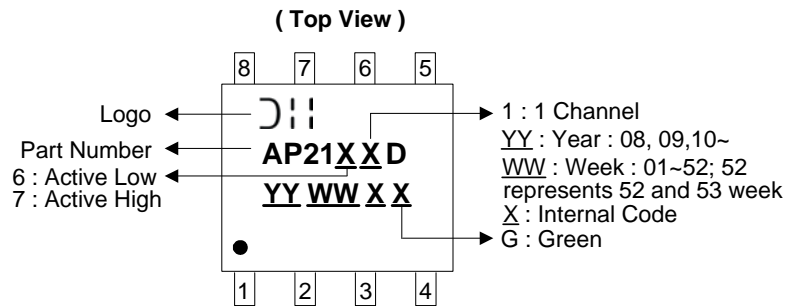 ( Top View )
8 7 6 5
Logo
Part Number
6 : Active Low
7 : Active High
AP21XXD
YY WW X X
1 : 1 Channel
YY : Year : 08, 09,10~
WW : Week : 01~52; 52
represents 52 and 53 week
X : Internal Code
G : Green
1 2 3 4